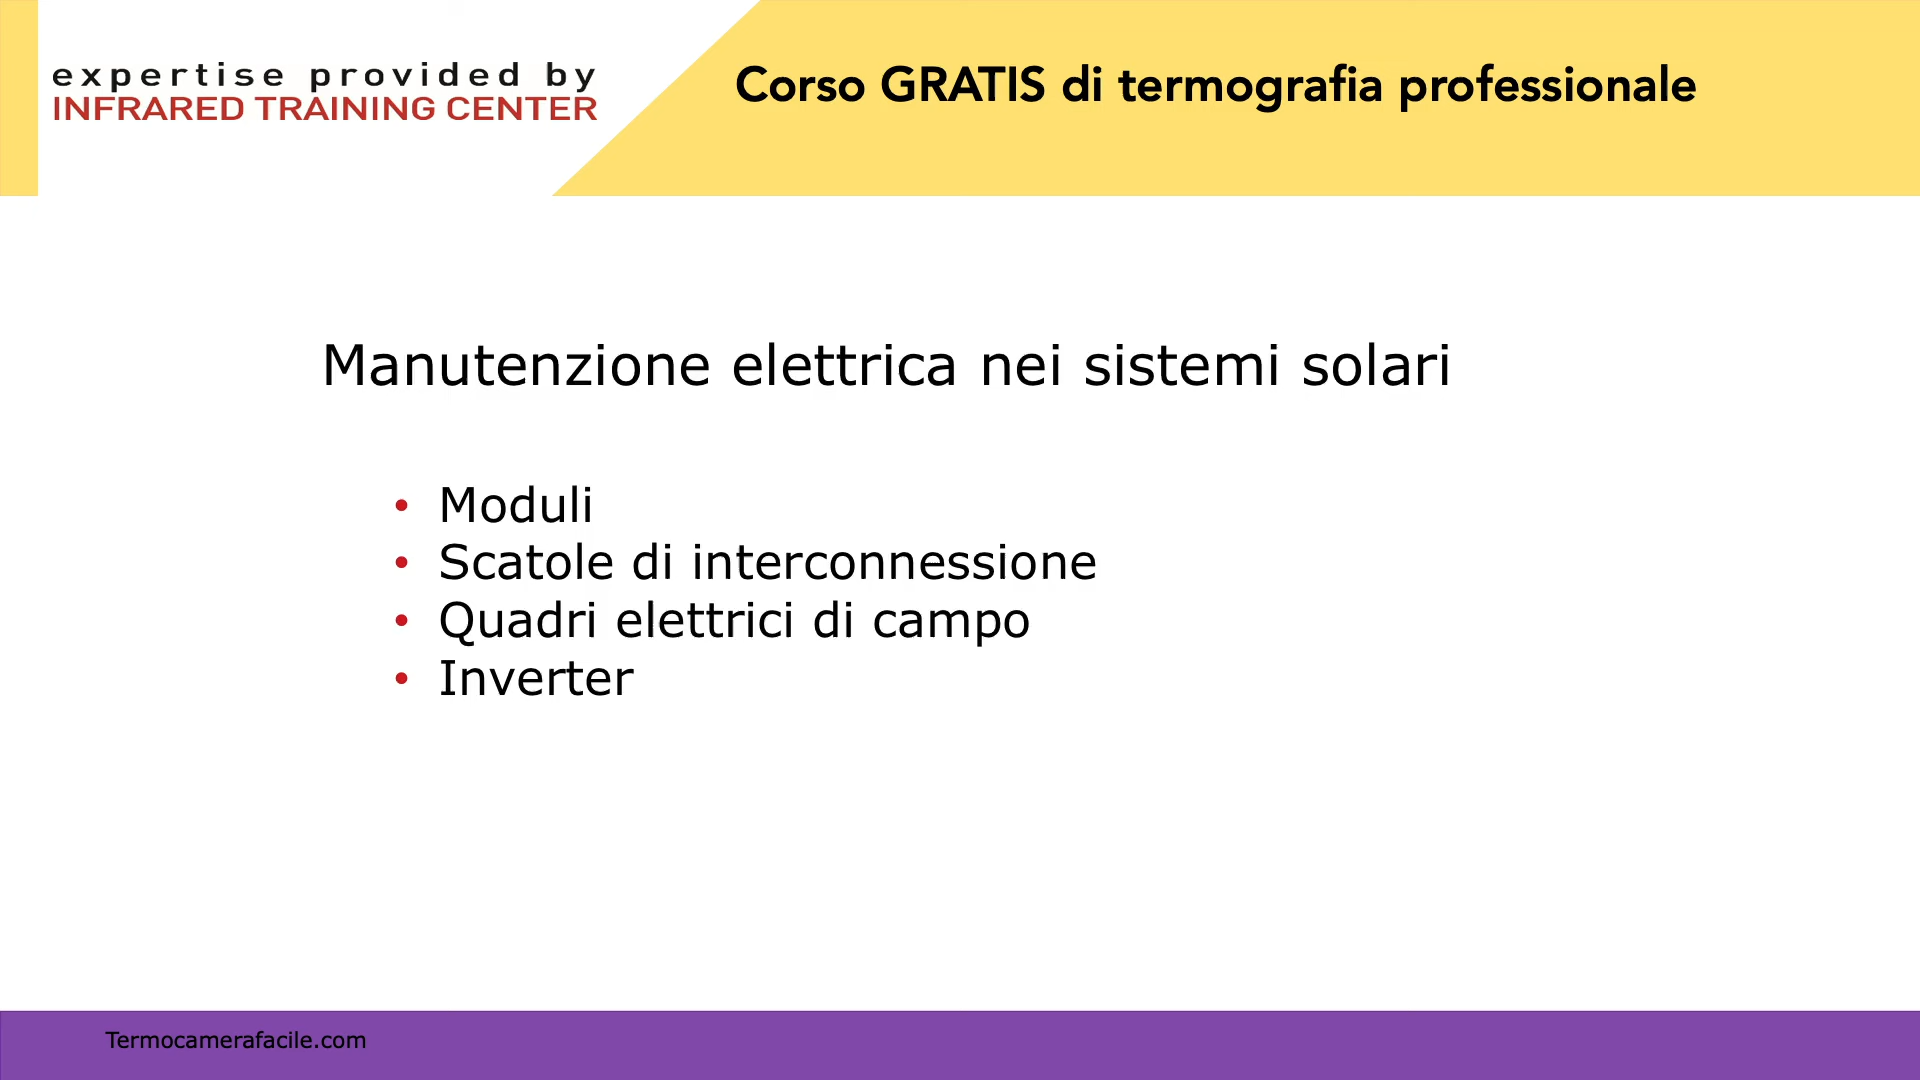 expertise provided by
INFRARED TRAINING CENTER
Corso GRATIS di termografia professionale
Manutenzione elettrica nei sistemi solari
• Moduli
• Scatole di interconnessione
• Quadri elettrici di campo
• Inverter
Termocamerafacile.com